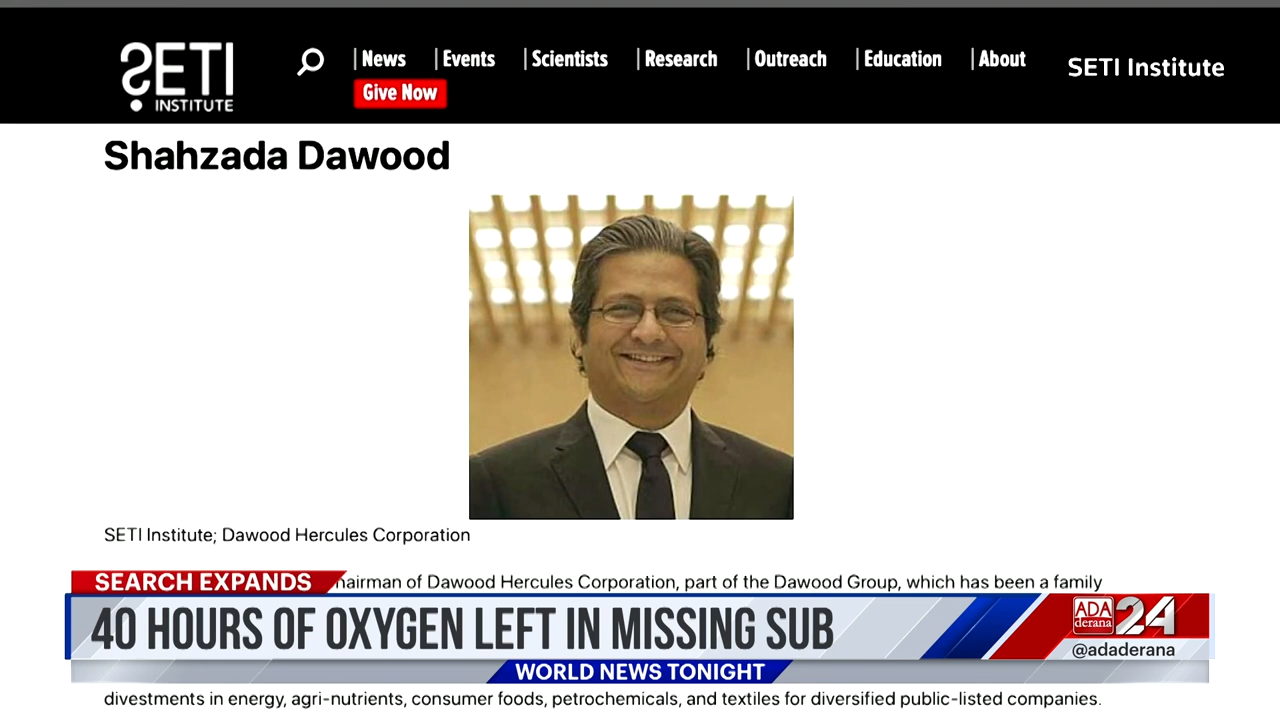 SETI
INSTITUTE
News
Events
Scientists
Research
Outreach
Education
About
Give Now
SETI Institute
Shahzada Dawood
SETI Institute; Dawood Hercules Corporation
of Dawood Hercules Corporation, part of the Dawood Group, which has been a family
SEARCH EXPANDS
40 HOURS OF OXYGEN LEFT IN MISSING SUB
ADA
derana
24
@adaderana
WORLD NEWS TONIGHT
divestments in energy, agri-nutrients, consumer foods, petrochemicals, and textiles for diversified public-listed companies.